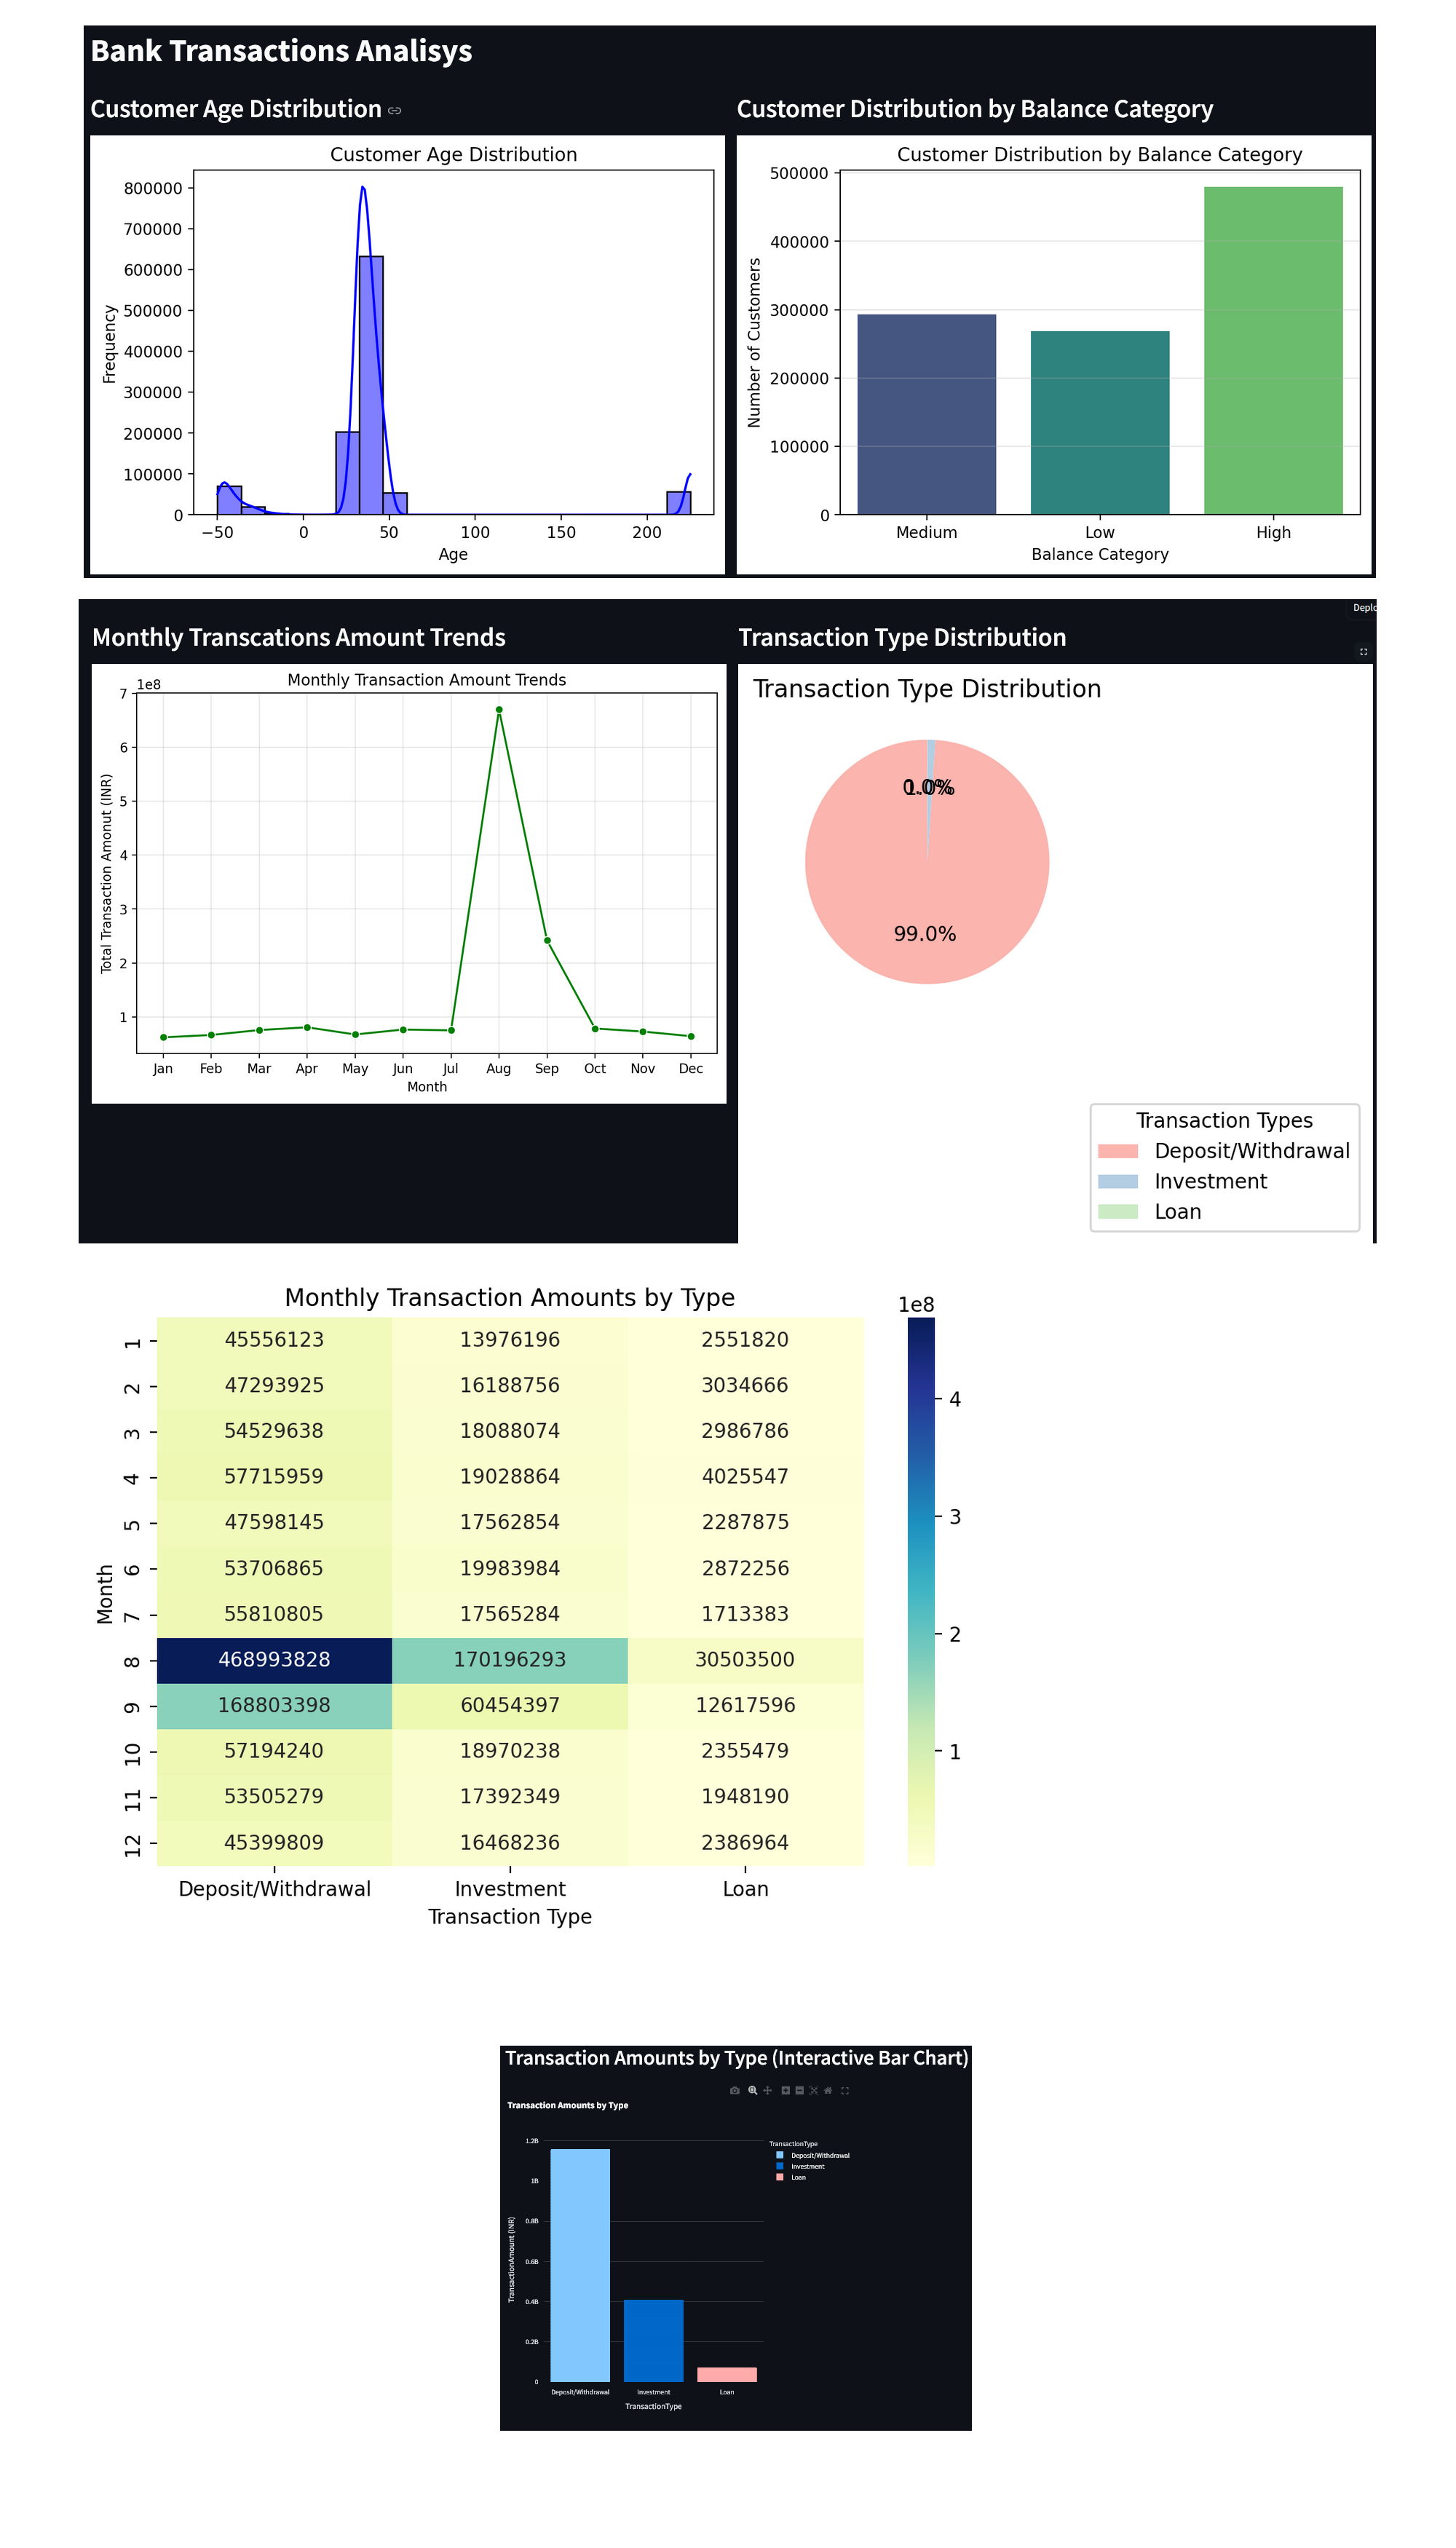 Bank Transactions Analisys
Customer Age Distribution
Customer Distribution by Balance Category
Customer Age Distribution
800000
700000
600000
500000
400000
300000
200000
100000
0
Frequency
−50 0 50 100 150 200
Age
Customer Distribution by Balance Category
500000
400000
300000
200000
100000
0
Number of Customers
Medium Low High
Balance Category
Deplo
Monthly Transcations Amount Trends
Transaction Type Distribution
Monthly Transaction Amount Trends
1e8
7
6
5
4
3
2
1
Total Transaction Amonut (INR)
Jan Feb Mar Apr May Jun Jul Aug Sep Oct Nov Dec
Month
Transaction Type Distribution
0.0%
1.0%
99.0%
Transaction Types
Deposit/Withdrawal
Investment
Loan
Monthly Transaction Amounts by Type
1e8
1 45556123 13976196 2551820
2 47293925 16188756 3034666
3 54529638 18088074 2986786
4 57715959 19028864 4025547
5 47598145 17562854 2287875
6 53706865 19983984 2872256
7 55810805 17565284 1713383
8 468993828 170196293 30503500
9 168803398 60454397 12617596
10 57194240 18970238 2355479
11 53505279 17392349 1948190
12 45399809 16468236 2386964
Month
Deposit/Withdrawal Investment Loan
Transaction Type
4
3
2
1
Transaction Amounts by Type (Interactive Bar Chart)
Transaction Amounts by Type
1.2B
1B
0.8B
0.6B
0.4B
0.2B
0
TransactionAmount (INR)
Deposit/Withdrawal Investment Loan
TransactionType
TransactionType
Deposit/Withdrawal
Investment
Loan